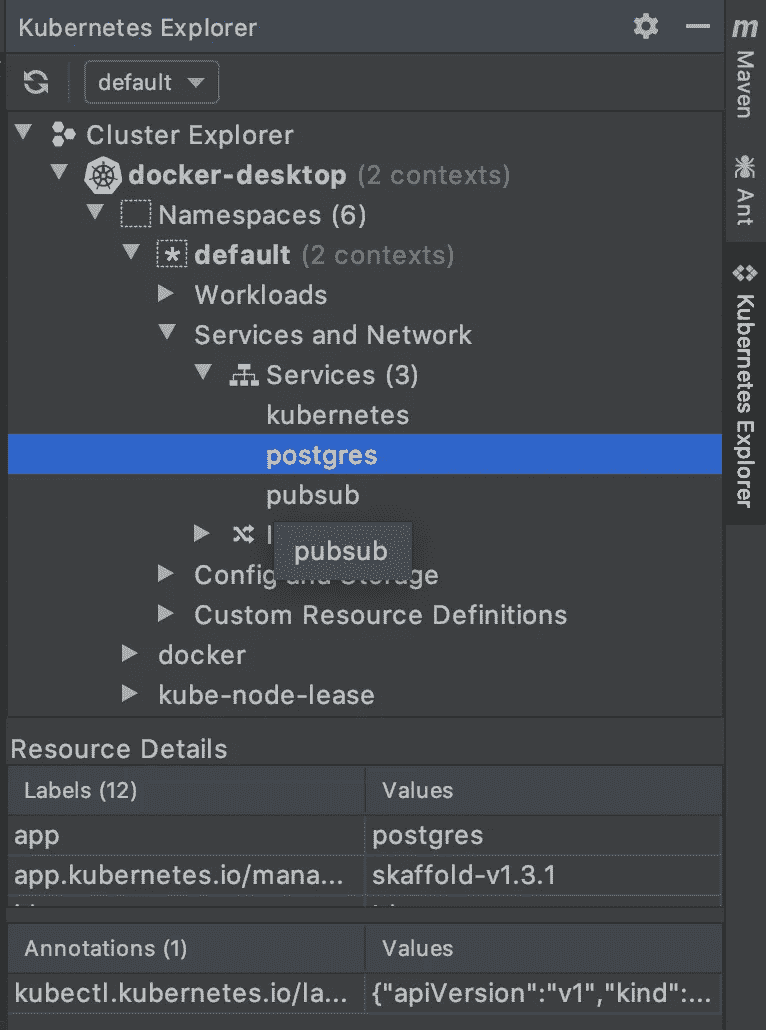 Kubernetes Explorer
default
Cluster Explorer
docker-desktop (2 contexts)
Namespaces (6)
* default (2 contexts)
Workloads
Services and Network
Services (3)
kubernetes
postgres
pubsub
pubsub
Config and Storage
Custom Resource Definitions
docker
kube-node-lease
Resource Details
Labels (12) Values
app postgres
app.kubernetes.io/mana... skaffold-v1.3.1
Annotations (1) Values
kubectl.kubernetes.io/la... {"apiVersion":"v1","kind":...
m Maven
Ant
Kubernetes Explorer